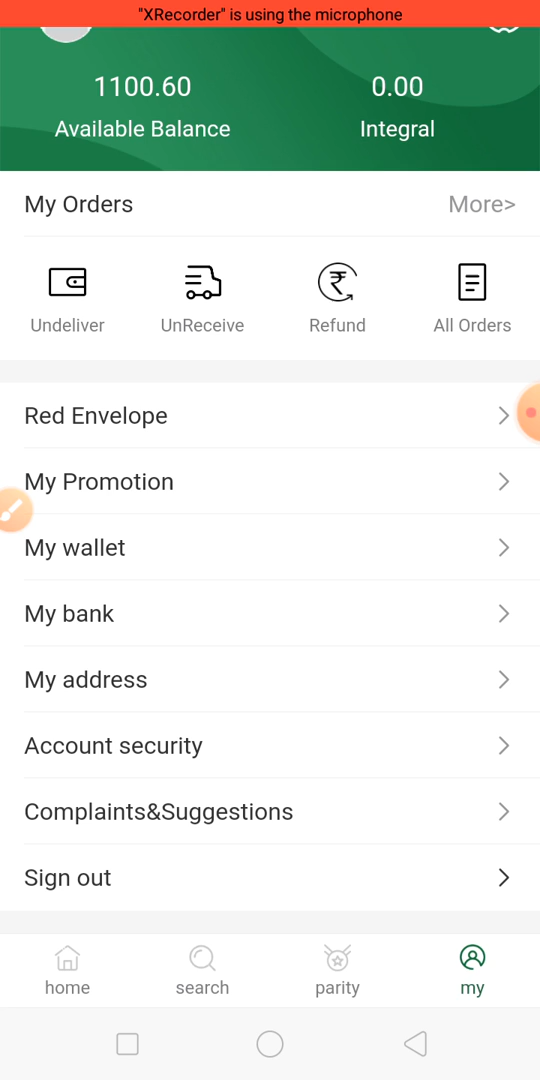 "XRecorder" is using the microphone
1100.60 0.00
Available Balance Integral
My Orders More>
Undeliver UnReceive Refund All Orders
Red Envelope
My Promotion
My wallet
My bank
My address
Account security
Complaints&Suggestions
Sign out
home search parity my